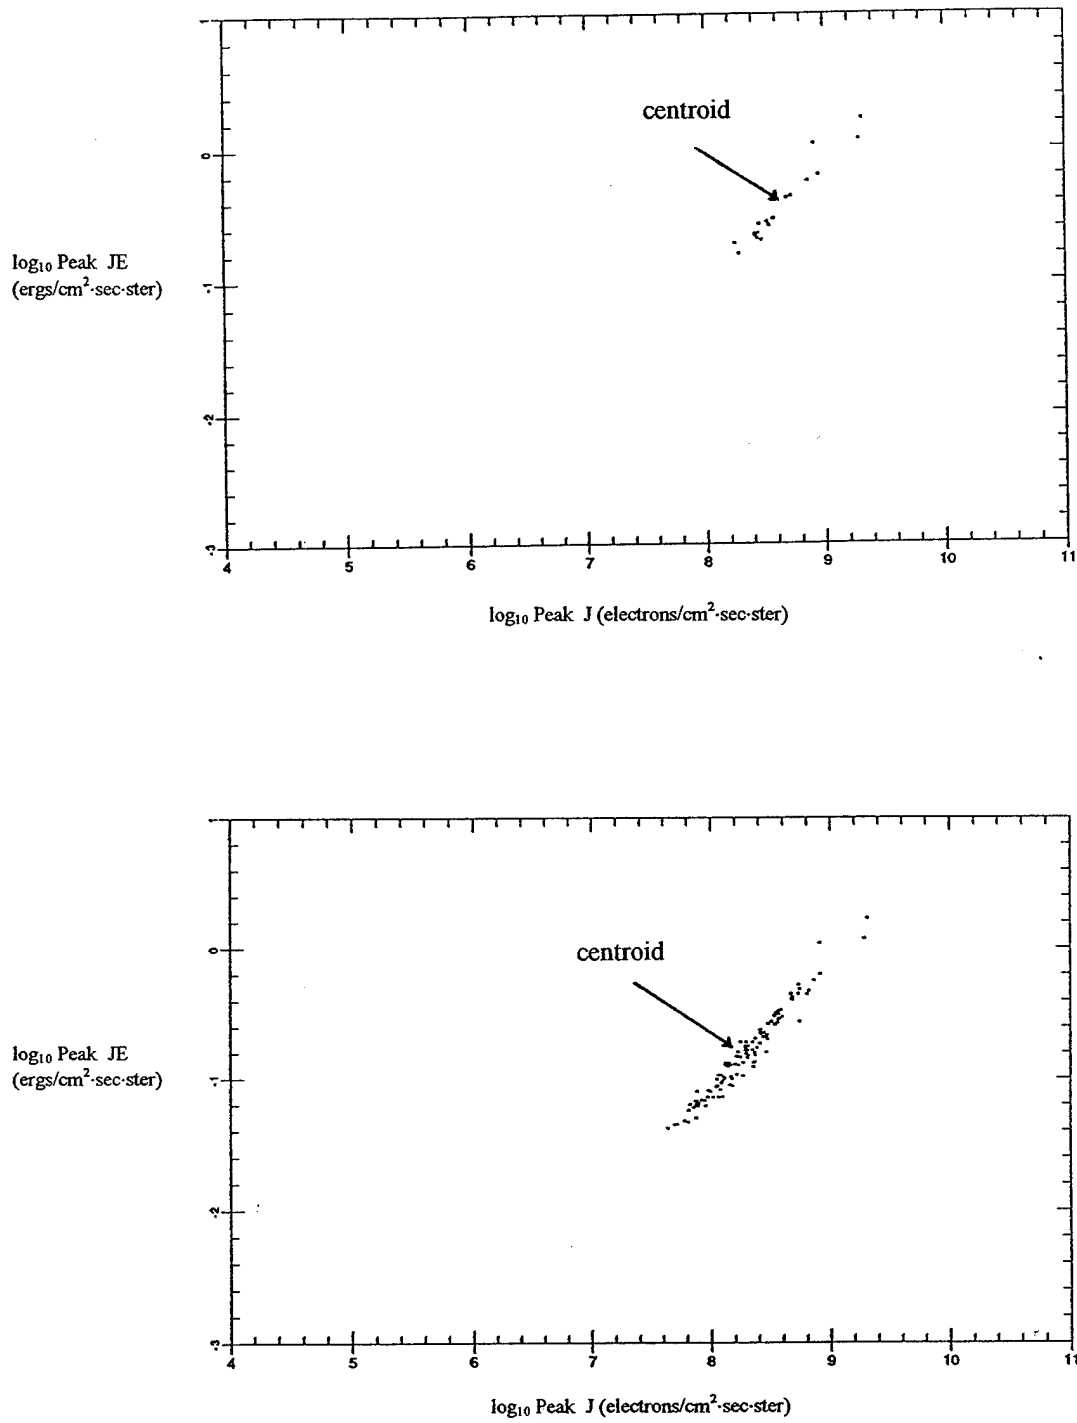 1
centroid
0
log₁₀ Peak JE
(ergs/cm²·sec·ster)
-1
-2
-3
4 5 6 7 8 9 10 11
log₁₀ Peak J (electrons/cm²·sec·ster)
1
0
centroid
log₁₀ Peak JE
(ergs/cm²·sec·ster)
-1
-2
-3
4 5 6 7 8 9 10 11
log₁₀ Peak J (electrons/cm²·sec·ster)